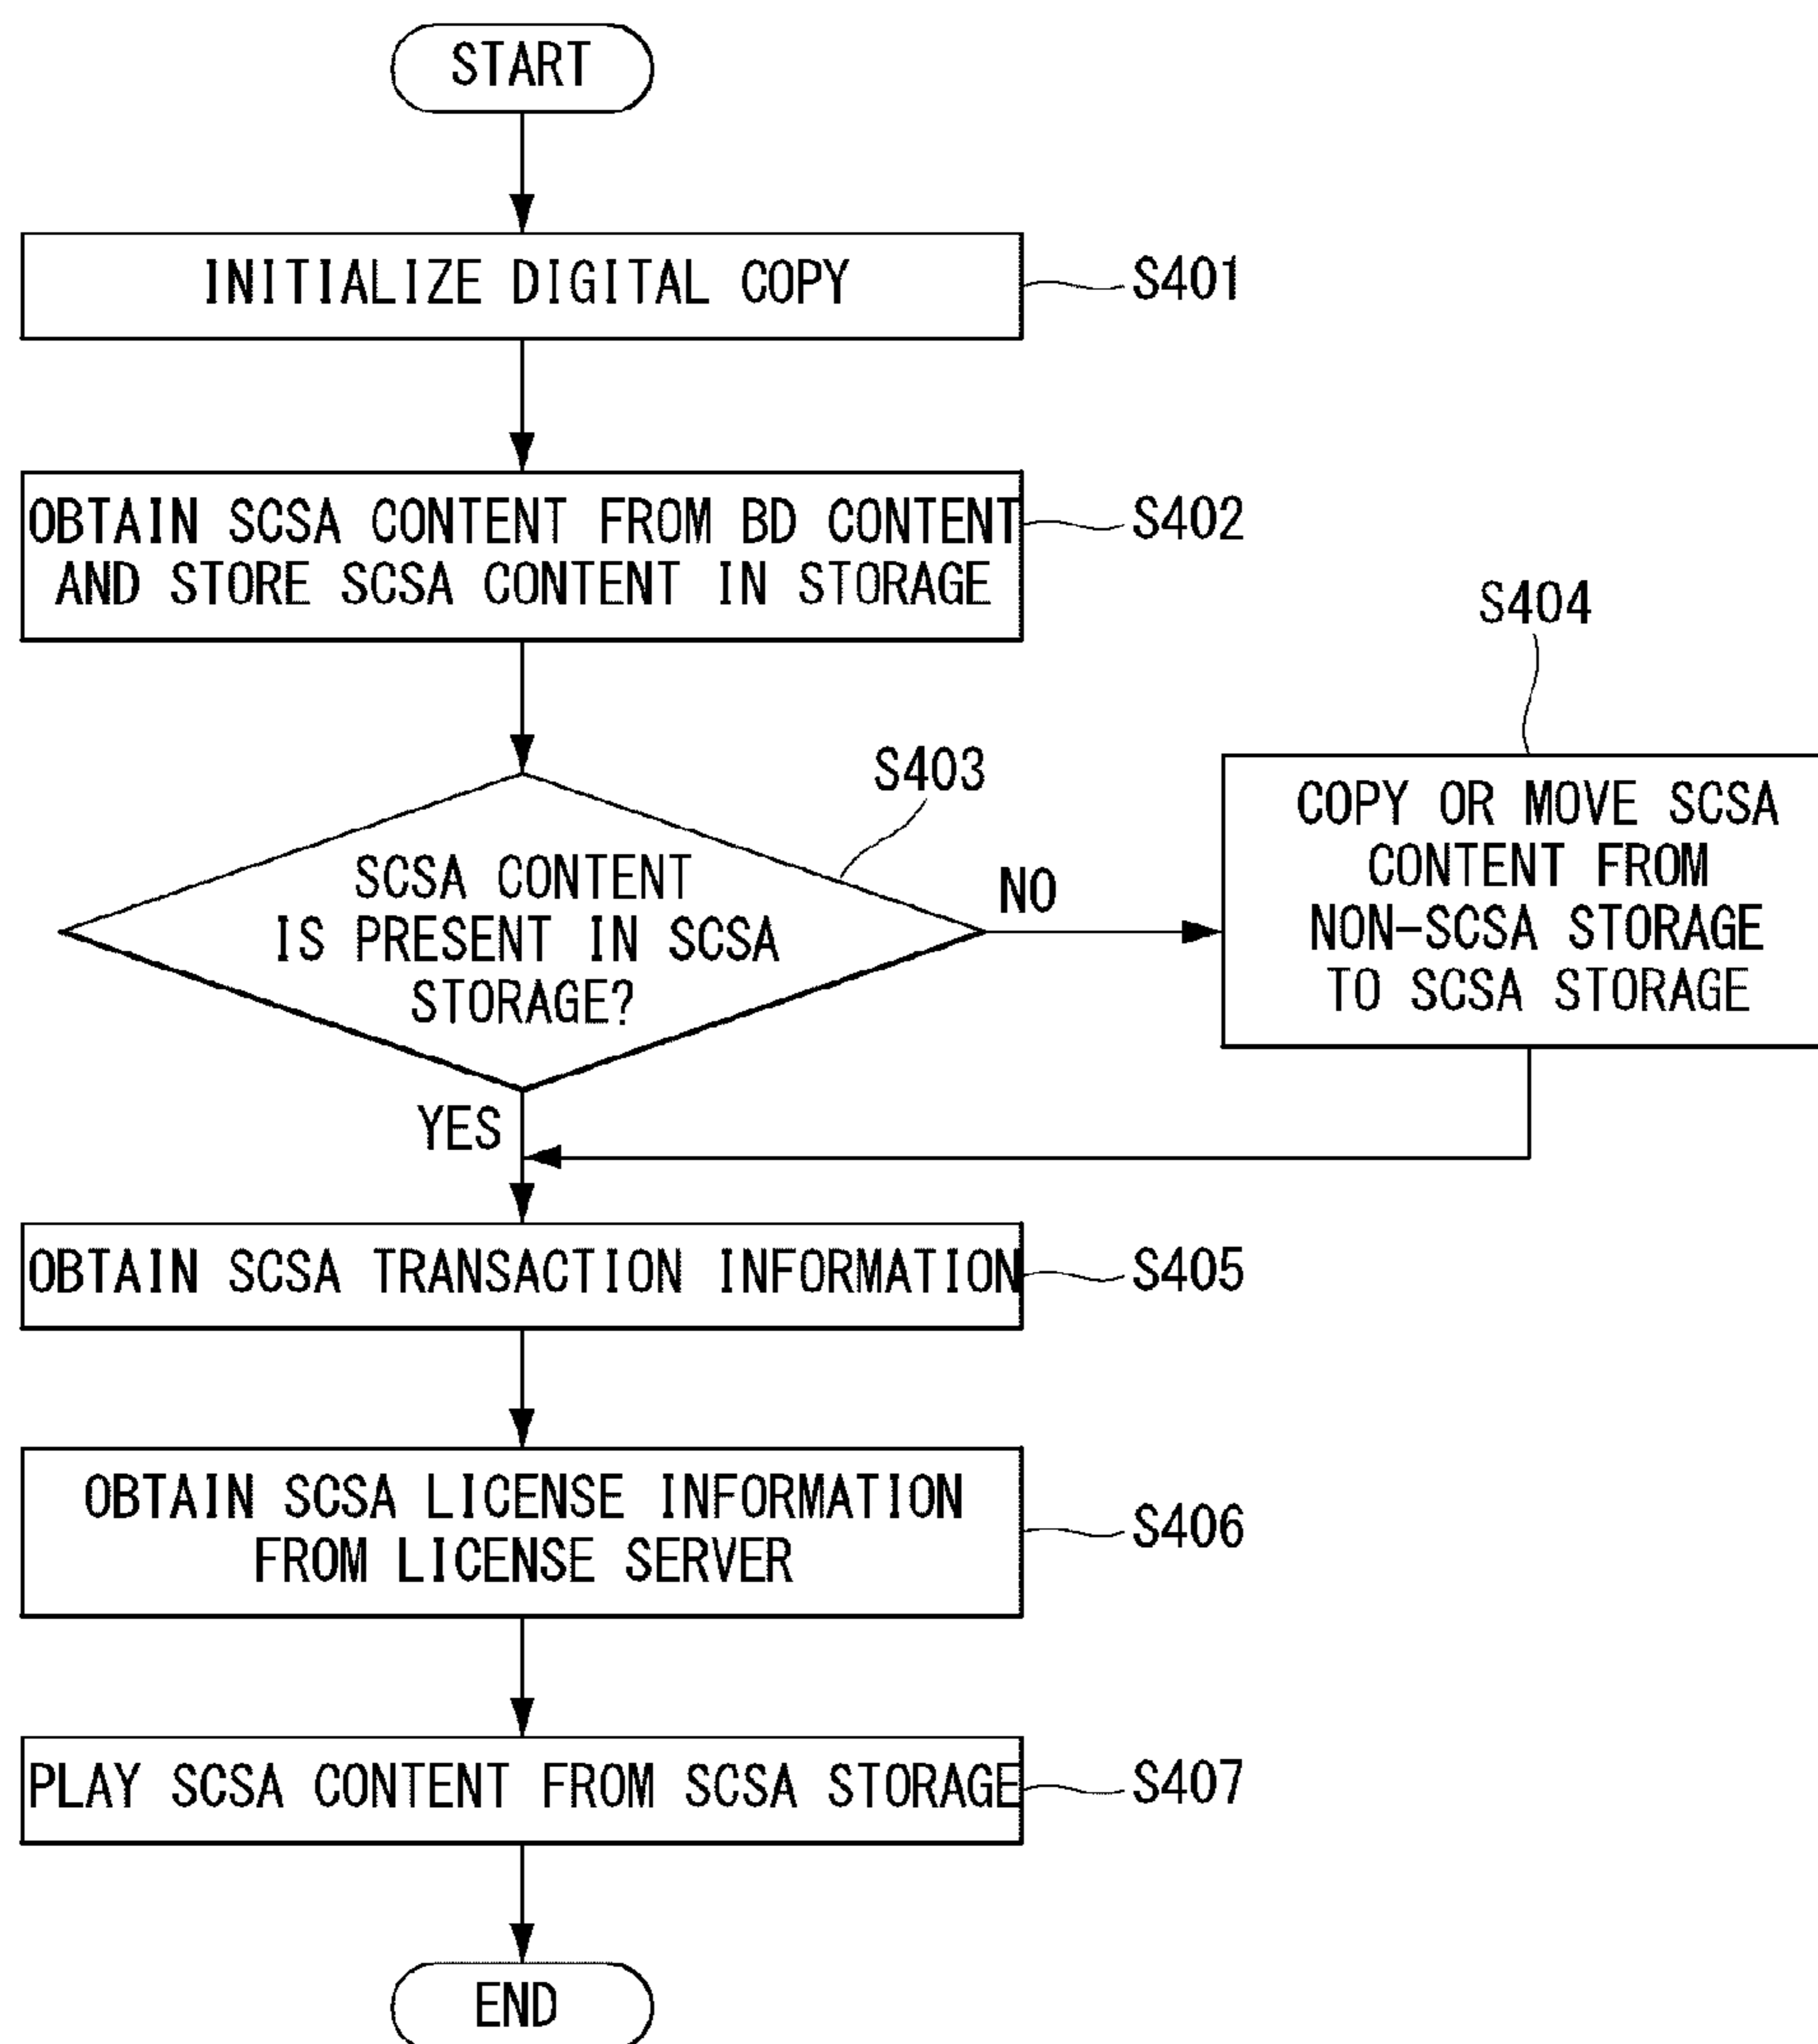 START
INITIALIZE DIGITAL COPY
S401
OBTAIN SCSA CONTENT FROM BD CONTENT
AND STORE SCSA CONTENT IN STORAGE
S402
S403
SCSA CONTENT
IS PRESENT IN SCSA
STORAGE?
NO
S404
COPY OR MOVE SCSA
CONTENT FROM
NON-SCSA STORAGE
TO SCSA STORAGE
YES
OBTAIN SCSA TRANSACTION INFORMATION
S405
OBTAIN SCSA LICENSE INFORMATION
FROM LICENSE SERVER
S406
PLAY SCSA CONTENT FROM SCSA STORAGE
S407
END